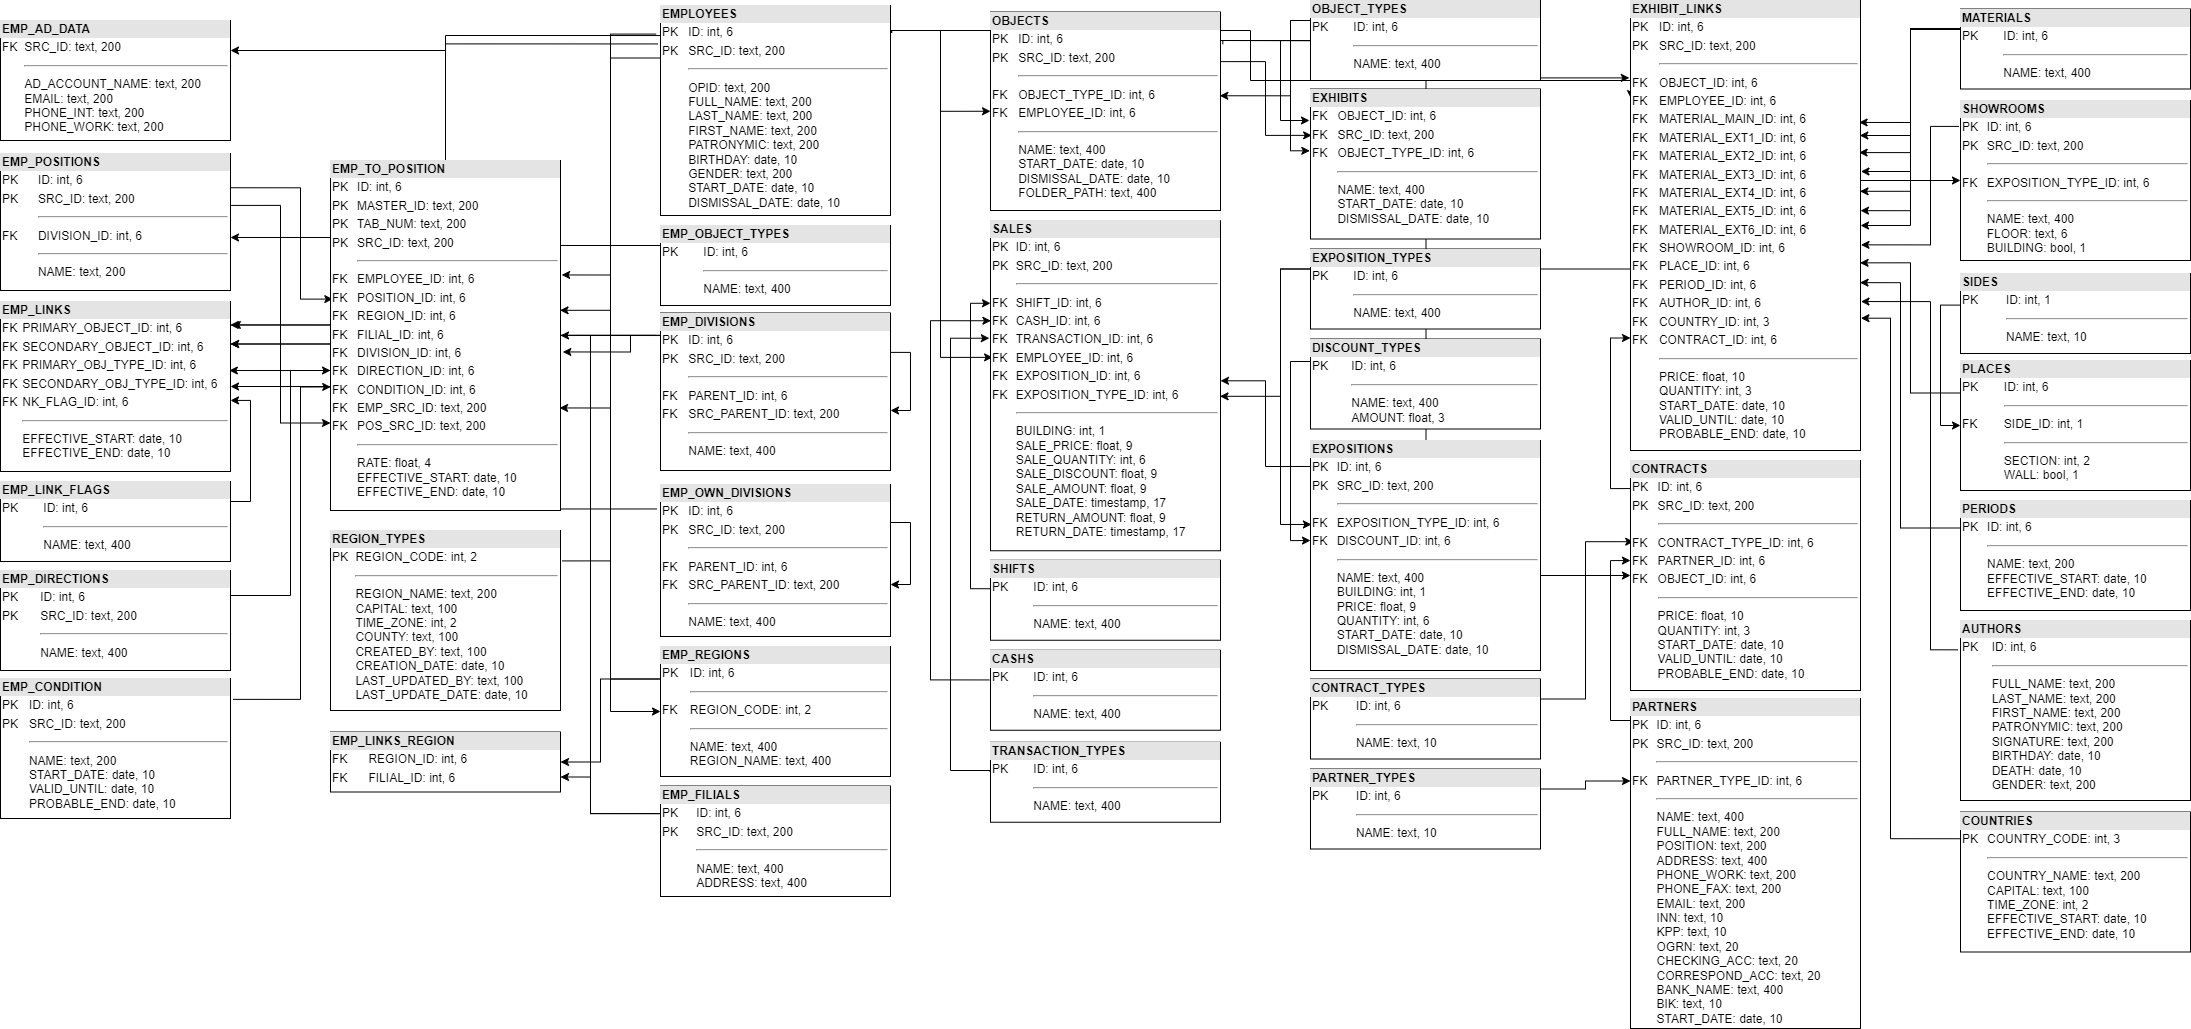 EMP_AD_DATA
FK SRC_ID: text, 200
AD_ACCOUNT_NAME: text, 200
EMAIL: text, 200
PHONE_INT: text, 200
PHONE_WORK: text, 200
EMP_POSITIONS
PK ID: int, 6
PK SRC_ID: text, 200
FK DIVISION_ID: int, 6
NAME: text, 200
EMP_LINKS
FK PRIMARY_OBJECT_ID: int, 6
FK SECONDARY_OBJECT_ID: int, 6
FK PRIMARY_OBJ_TYPE_ID: int, 6
FK SECONDARY_OBJ_TYPE_ID: int, 6
FK NK_FLAG_ID: int, 6
EFFECTIVE_START: date, 10
EFFECTIVE_END: date, 10
EMP_LINK_FLAGS
PK ID: int, 6
NAME: text, 400
EMP_DIRECTIONS
PK ID: int, 6
PK SRC_ID: text, 200
NAME: text, 400
EMP_CONDITION
PK ID: int, 6
PK SRC_ID: text, 200
NAME: text, 200
START_DATE: date, 10
VALID_UNTIL: date, 10
PROBABLE_END: date, 10
EMP_TO_POSITION
PK ID: int, 6
PK MASTER_ID: text, 200
PK TAB_NUM: text, 200
PK SRC_ID: text, 200
FK EMPLOYEE_ID: int, 6
FK POSITION_ID: int, 6
FK REGION_ID: int, 6
FK FILIAL_ID: int, 6
FK DIVISION_ID: int, 6
FK DIRECTION_ID: int, 6
FK CONDITION_ID: int, 6
FK EMP_SRC_ID: text, 200
FK POS_SRC_ID: text, 200
RATE: float, 4
EFFECTIVE_START: date, 10
EFFECTIVE_END: date, 10
REGION_TYPES
PK REGION_CODE: int, 2
REGION_NAME: text, 200
CAPITAL: text, 100
TIME_ZONE: int, 2
COUNTY: text, 100
CREATED_BY: text, 100
CREATION_DATE: date, 10
LAST_UPDATED_BY: text, 100
LAST_UPDATE_DATE: date, 10
EMP_LINKS_REGION
FK REGION_ID: int, 6
FK FILIAL_ID: int, 6
EMPLOYEES
PK ID: int, 6
PK SRC_ID: text, 200
OPID: text, 200
FULL_NAME: text, 200
LAST_NAME: text, 200
FIRST_NAME: text, 200
PATRONYMIC: text, 200
BIRTHDAY: date, 10
GENDER: text, 200
START_DATE: date, 10
DISMISSAL_DATE: date, 10
EMP_OBJECT_TYPES
PK ID: int, 6
NAME: text, 400
EMP_DIVISIONS
PK ID: int, 6
PK SRC_ID: text, 200
FK PARENT_ID: int, 6
FK SRC_PARENT_ID: text, 200
NAME: text, 400
EMP_OWN_DIVISIONS
PK ID: int, 6
PK SRC_ID: text, 200
FK PARENT_ID: int, 6
FK SRC_PARENT_ID: text, 200
NAME: text, 400
EMP_REGIONS
PK ID: int, 6
FK REGION_CODE: int, 2
NAME: text, 400
REGION_NAME: text, 400
EMP_FILIALS
PK ID: int, 6
PK SRC_ID: text, 200
NAME: text, 400
ADDRESS: text, 400
OBJECTS
PK ID: int, 6
PK SRC_ID: text, 200
FK OBJECT_TYPE_ID: int, 6
FK EMPLOYEE_ID: int, 6
NAME: text, 400
START_DATE: date, 10
DISMISSAL_DATE: date, 10
FOLDER_PATH: text, 400
SALES
PK ID: int, 6
PK SRC_ID: text, 200
FK SHIFT_ID: int, 6
FK CASH_ID: int, 6
FK TRANSACTION_ID: int, 6
FK EMPLOYEE_ID: int, 6
FK EXPOSITION_ID: int, 6
FK EXPOSITION_TYPE_ID: int, 6
BUILDING: int, 1
SALE_PRICE: float, 9
SALE_QUANTITY: int, 6
SALE_DISCOUNT: float, 9
SALE_AMOUNT: float, 9
SALE_DATE: timestamp, 17
RETURN_AMOUNT: float, 9
RETURN_DATE: timestamp, 17
SHIFTS
PK ID: int, 6
NAME: text, 400
CASHS
PK ID: int, 6
NAME: text, 400
TRANSACTION_TYPES
PK ID: int, 6
NAME: text, 400
OBJECT_TYPES
PK ID: int, 6
NAME: text, 400
EXHIBITS
FK OBJECT_ID: int, 6
FK SRC_ID: text, 200
FK OBJECT_TYPE_ID: int, 6
NAME: text, 400
START_DATE: date, 10
DISMISSAL_DATE: date, 10
EXPOSITION_TYPES
PK ID: int, 6
NAME: text, 400
DISCOUNT_TYPES
PK ID: int, 6
NAME: text, 400
AMOUNT: float, 3
EXPOSITIONS
PK ID: int, 6
PK SRC_ID: text, 200
FK EXPOSITION_TYPE_ID: int, 6
FK DISCOUNT_ID: int, 6
NAME: text, 400
BUILDING: int, 1
PRICE: float, 9
QUANTITY: int, 6
START_DATE: date, 10
DISMISSAL_DATE: date, 10
CONTRACT_TYPES
PK ID: int, 6
NAME: text, 10
PARTNER_TYPES
PK ID: int, 6
NAME: text, 10
EXHIBIT_LINKS
PK ID: int, 6
PK SRC_ID: text, 200
FK OBJECT_ID: int, 6
FK EMPLOYEE_ID: int, 6
FK MATERIAL_MAIN_ID: int, 6
FK MATERIAL_EXT1_ID: int, 6
FK MATERIAL_EXT2_ID: int, 6
FK MATERIAL_EXT3_ID: int, 6
FK MATERIAL_EXT4_ID: int, 6
FK MATERIAL_EXT5_ID: int, 6
FK MATERIAL_EXT6_ID: int, 6
FK SHOWROOM_ID: int, 6
FK PLACE_ID: int, 6
FK PERIOD_ID: int, 6
FK AUTHOR_ID: int, 6
FK COUNTRY_ID: int, 3
FK CONTRACT_ID: int, 6
PRICE: float, 10
QUANTITY: int, 3
START_DATE: date, 10
VALID_UNTIL: date, 10
PROBABLE_END: date, 10
CONTRACTS
PK ID: int, 6
PK SRC_ID: text, 200
FK CONTRACT_TYPE_ID: int, 6
FK PARTNER_ID: int, 6
FK OBJECT_ID: int, 6
PRICE: float, 10
QUANTITY: int, 3
START_DATE: date, 10
VALID_UNTIL: date, 10
PROBABLE_END: date, 10
PARTNERS
PK ID: int, 6
PK SRC_ID: text, 200
FK PARTNER_TYPE_ID: int, 6
NAME: text, 400
FULL_NAME: text, 200
POSITION: text, 200
ADDRESS: text, 400
PHONE_WORK: text, 200
PHONE_FAX: text, 200
EMAIL: text, 200
INN: text, 10
KPP: text, 10
OGRN: text, 20
CHECKING_ACC: text, 20
CORRESPOND_ACC: text, 20
BANK_NAME: text, 400
BIK: text, 10
START_DATE: date, 10
MATERIALS
PK ID: int, 6
NAME: text, 400
SHOWROOMS
PK ID: int, 6
PK SRC_ID: text, 200
FK EXPOSITION_TYPE_ID: int, 6
NAME: text, 400
FLOOR: text, 6
BUILDING: bool, 1
SIDES
PK ID: int, 1
NAME: text, 10
PLACES
PK ID: int, 6
FK SIDE_ID: int, 1
SECTION: int, 2
WALL: bool, 1
PERIODS
PK ID: int, 6
NAME: text, 200
EFFECTIVE_START: date, 10
EFFECTIVE_END: date, 10
AUTHORS
PK ID: int, 6
FULL_NAME: text, 200
LAST_NAME: text, 200
FIRST_NAME: text, 200
PATRONYMIC: text, 200
SIGNATURE: text, 200
BIRTHDAY: date, 10
DEATH: date, 10
GENDER: text, 200
COUNTRIES
PK COUNTRY_CODE: int, 3
COUNTRY_NAME: text, 200
CAPITAL: text, 100
TIME_ZONE: int, 2
EFFECTIVE_START: date, 10
EFFECTIVE_END: date, 10